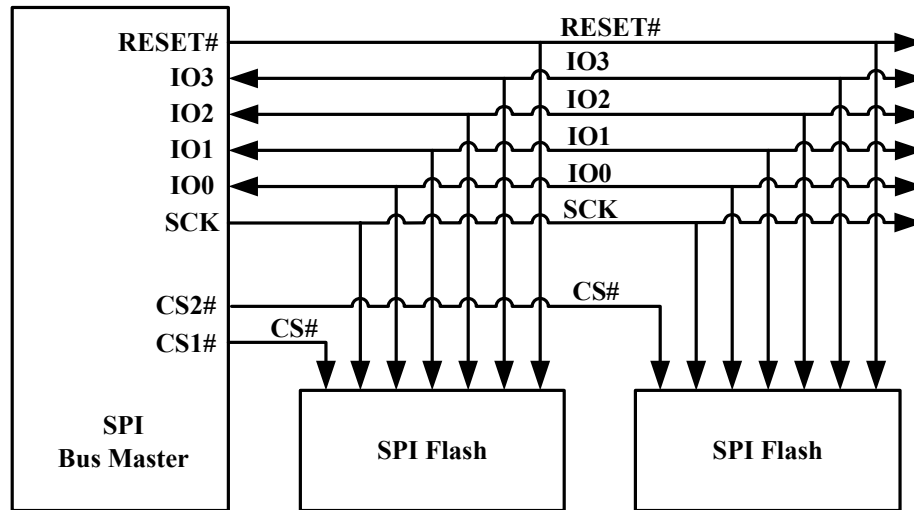 RESET#
IO3
IO2
IO1
IO0
SCK
CS2#
CS1#
SPI
Bus Master
RESET#
IO3
IO2
IO1
IO0
SCK
CS#
CS#
SPI Flash
SPI Flash